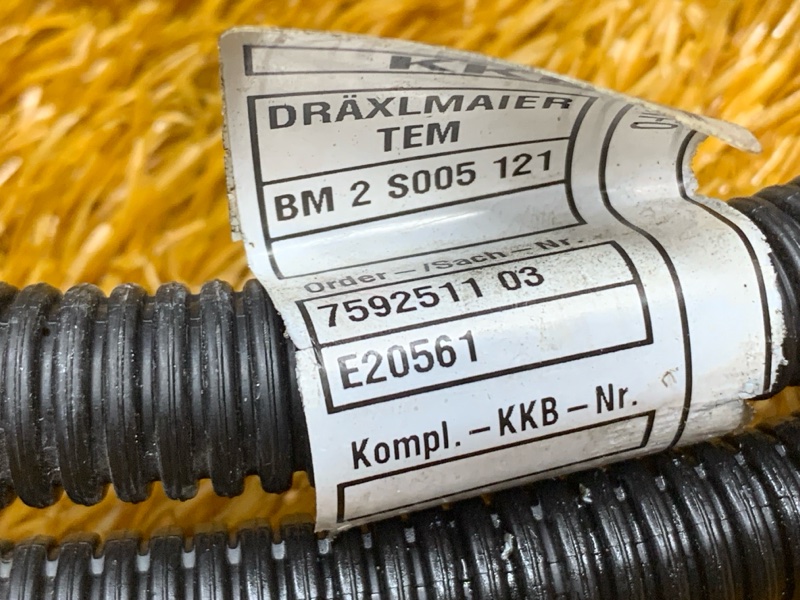 DRÄXLMAIER
TEM
BM 2 S005 121
Order-/Sach-Nr.
7592511 03
E20561
Kompl.-KKB-Nr.